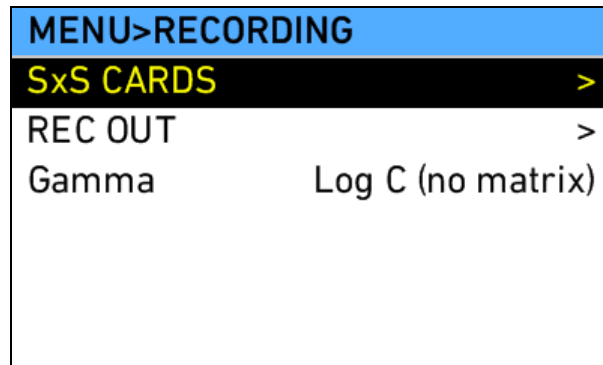 MENU>RECORDING
SxS CARDS >
REC OUT >
Gamma Log C (no matrix)